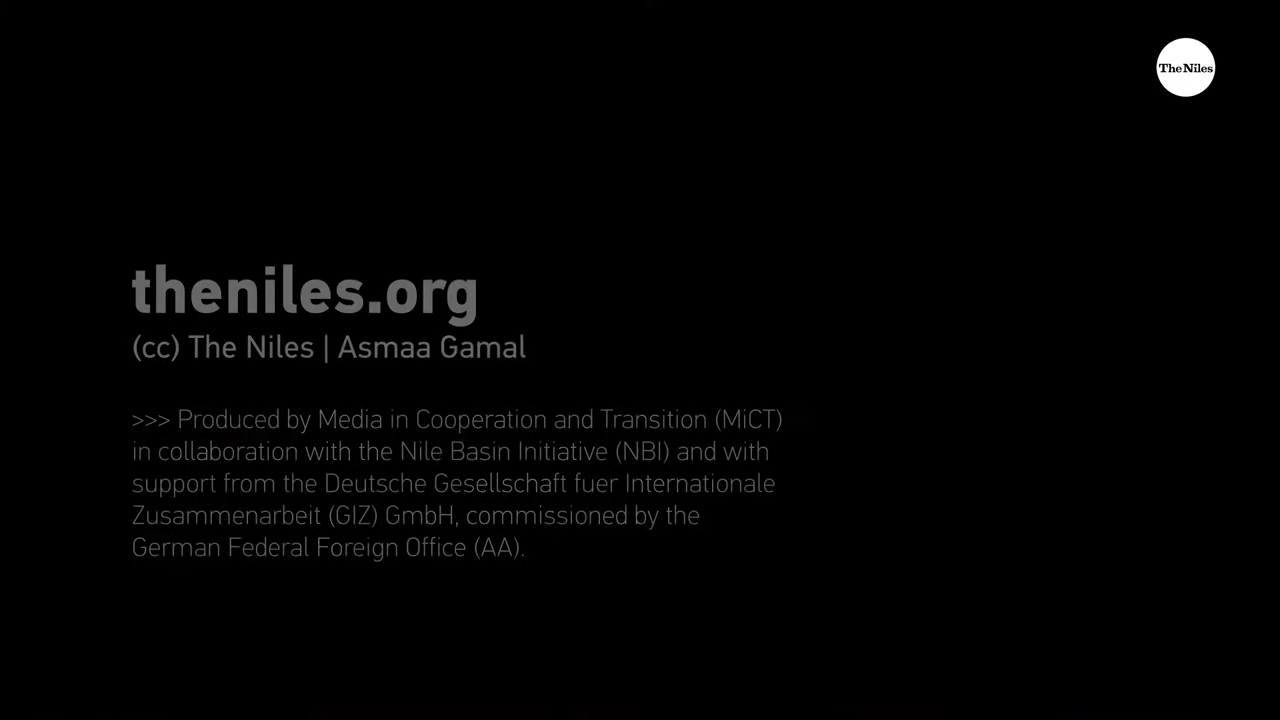 The Niles
theniles.org
(cc) The Niles | Asmaa Gamal
>>> Produced by Media in Cooperation and Transition (MiCT)
in collaboration with the Nile Basin Initiative (NBI) and with
support from the Deutsche Gesellschaft fuer Internationale
Zusammenarbeit (GIZ) GmbH, commissioned by the
German Federal Foreign Office (AA).